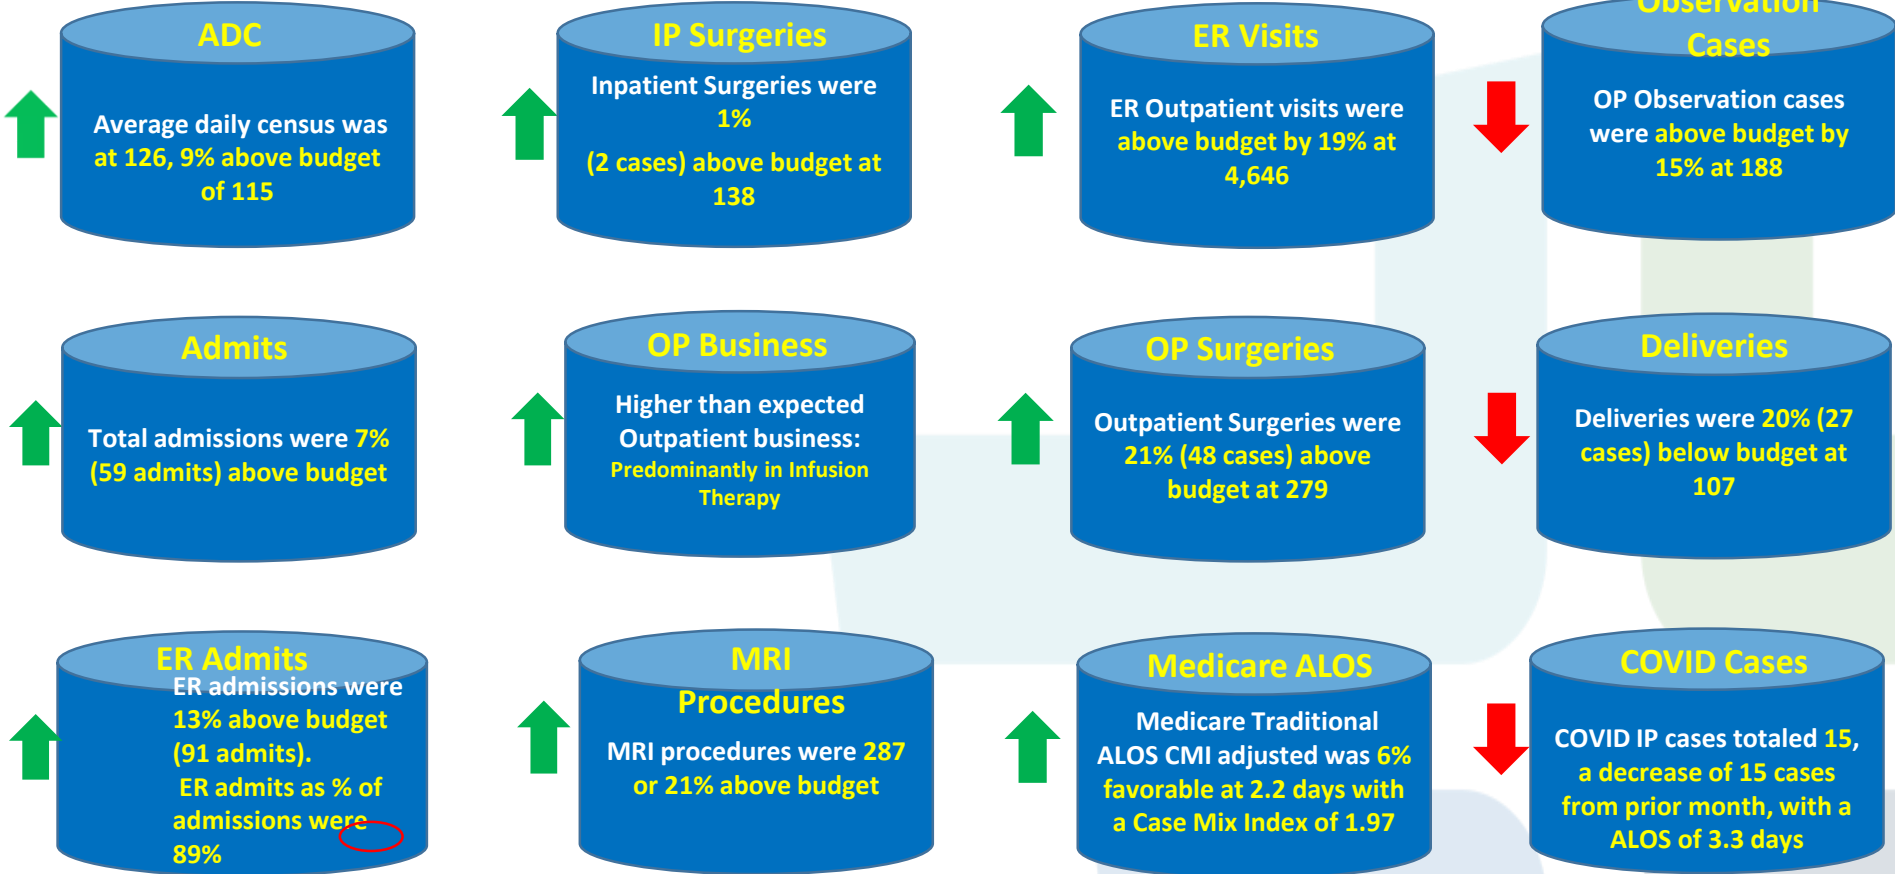 ADC
Average daily census was
at 126, 9% above budget
of 115
IP Surgeries
Inpatient Surgeries were
1%
(2 cases) above budget at
138
ER Visits
ER Outpatient visits were
above budget by 19% at
4,646
Observation
Cases
OP Observation cases
were above budget by
15% at 188
Admits
Total admissions were 7%
(59 admits) above budget
OP Business
Higher than expected
Outpatient business:
Predominantly in Infusion
Therapy
OP Surgeries
Outpatient Surgeries were
21% (48 cases) above
budget at 279
Deliveries
Deliveries were 20% (27
cases) below budget at
107
ER Admits
ER admissions were
13% above budget
(91 admits).
ER admits as % of
admissions were
89%
MRI
Procedures
MRI procedures were 287
or 21% above budget
Medicare ALOS
Medicare Traditional
ALOS CMI adjusted was 6%
favorable at 2.2 days with
a Case Mix Index of 1.97
COVID Cases
COVID IP cases totaled 15,
a decrease of 15 cases
from prior month, with a
ALOS of 3.3 days